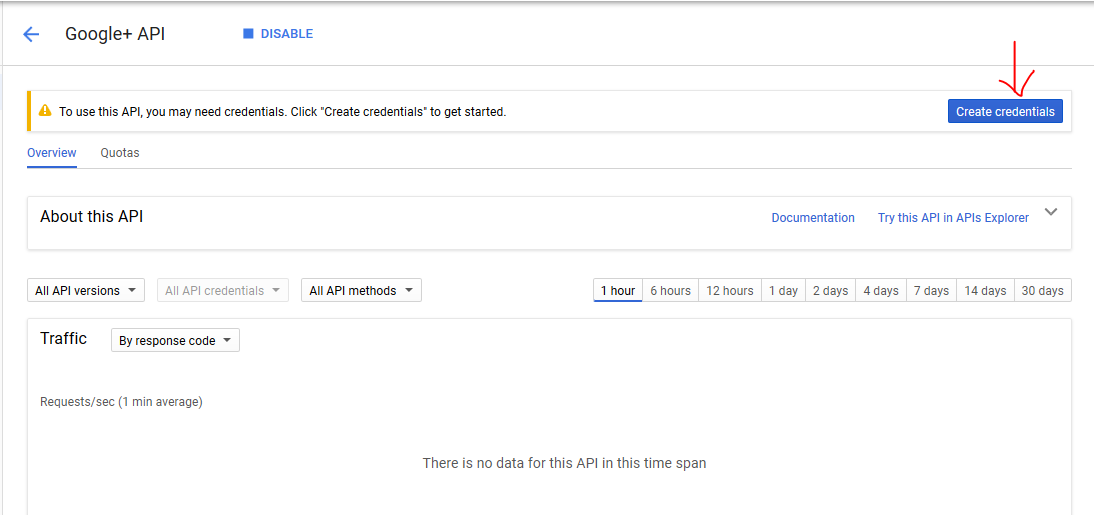 Google+ API DISABLE
To use this API, you may need credentials. Click "Create credentials" to get started. Create credentials
Overview Quotas
About this API Documentation Try this API in APIs Explorer
All API versions All API credentials All API methods 1 hour 6 hours 12 hours 1 day 2 days 4 days 7 days 14 days 30 days
Traffic By response code
Requests/sec (1 min average)
There is no data for this API in this time span